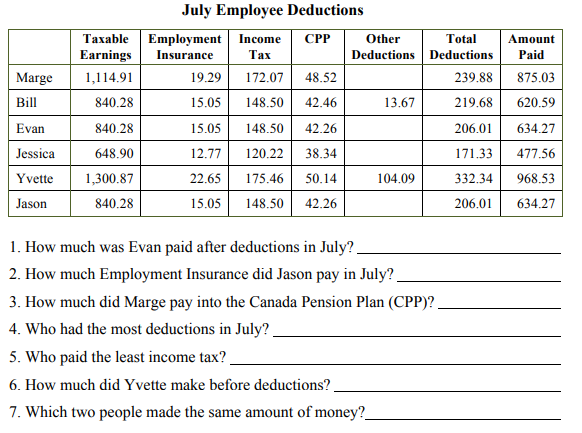 July Employee Deductions
Taxable Earnings Employment Insurance Income Tax CPP Other Deductions Total Deductions Amount Paid
Marge 1,114.91 19.29 172.07 48.52 239.88 875.03
Bill 840.28 15.05 148.50 42.46 13.67 219.68 620.59
Evan 840.28 15.05 148.50 42.26 206.01 634.27
Jessica 648.90 12.77 120.22 38.34 171.33 477.56
Yvette 1,300.87 22.65 175.46 50.14 104.09 332.34 968.53
Jason 840.28 15.05 148.50 42.26 206.01 634.27
1. How much was Evan paid after deductions in July?
2. How much Employment Insurance did Jason pay in July?
3. How much did Marge pay into the Canada Pension Plan (CPP)?
4. Who had the most deductions in July?
5. Who paid the least income tax?
6. How much did Yvette make before deductions?
7. Which two people made the same amount of money?